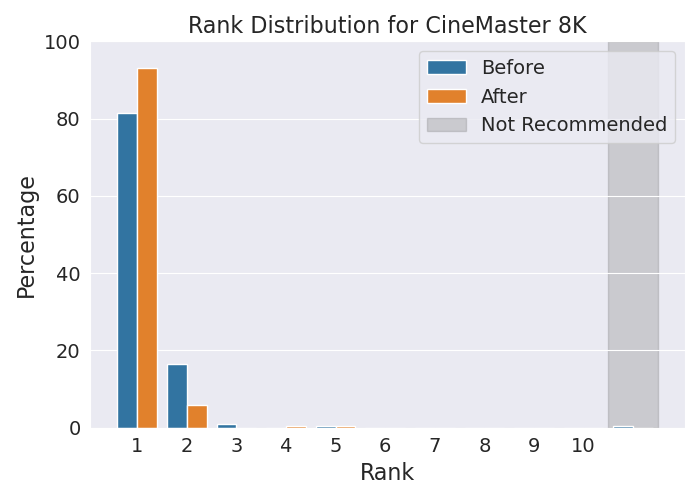 Rank Distribution for CineMaster 8K
Before
After
Not Recommended
Percentage
100
80
60
40
20
0
1 2 3 4 5 6 7 8 9 10
Rank